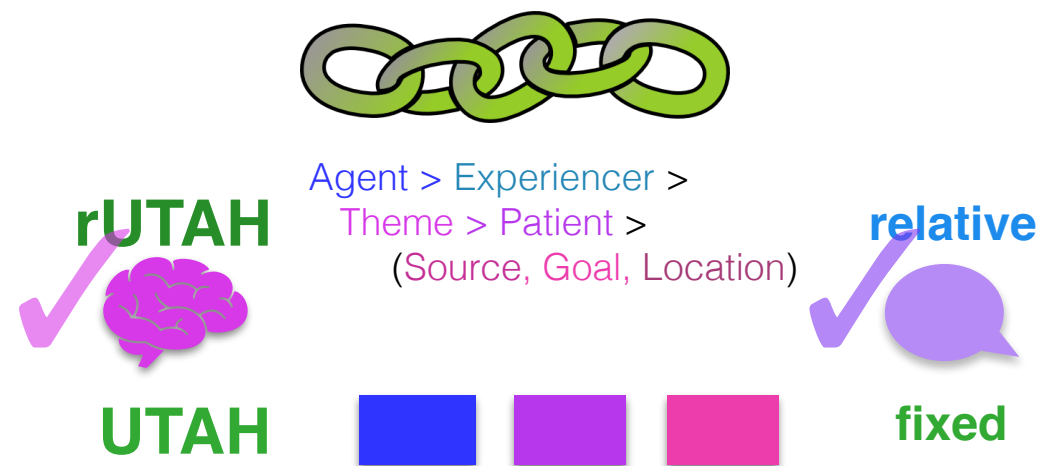 Agent > Experiencer >
Theme > Patient >
(Source, Goal, Location)
rUTAH
relative
UTAH
fixed